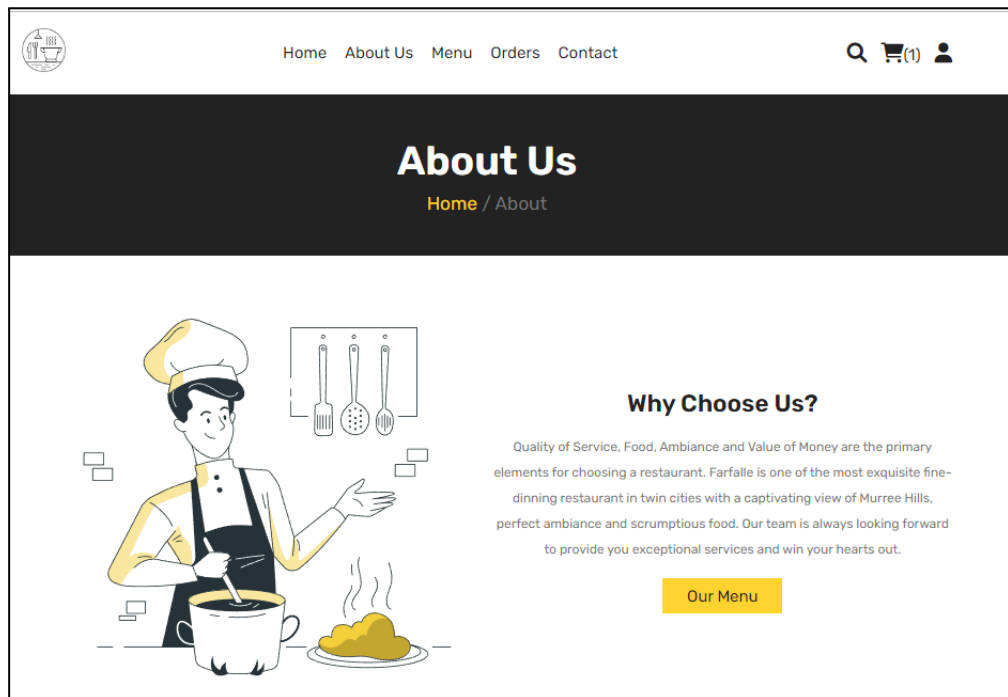 Home About Us Menu Orders Contact (1)
About Us
Home / About
Why Choose Us?
Quality of Service, Food, Ambiance and Value of Money are the primary
elements for choosing a restaurant. Farfalle is one of the most exquisite fine-
dinning restaurant in twin cities with a captivating view of Murree Hills,
perfect ambiance and scrumptious food. Our team is always looking forward
to provide you exceptional services and win your hearts out.
Our Menu